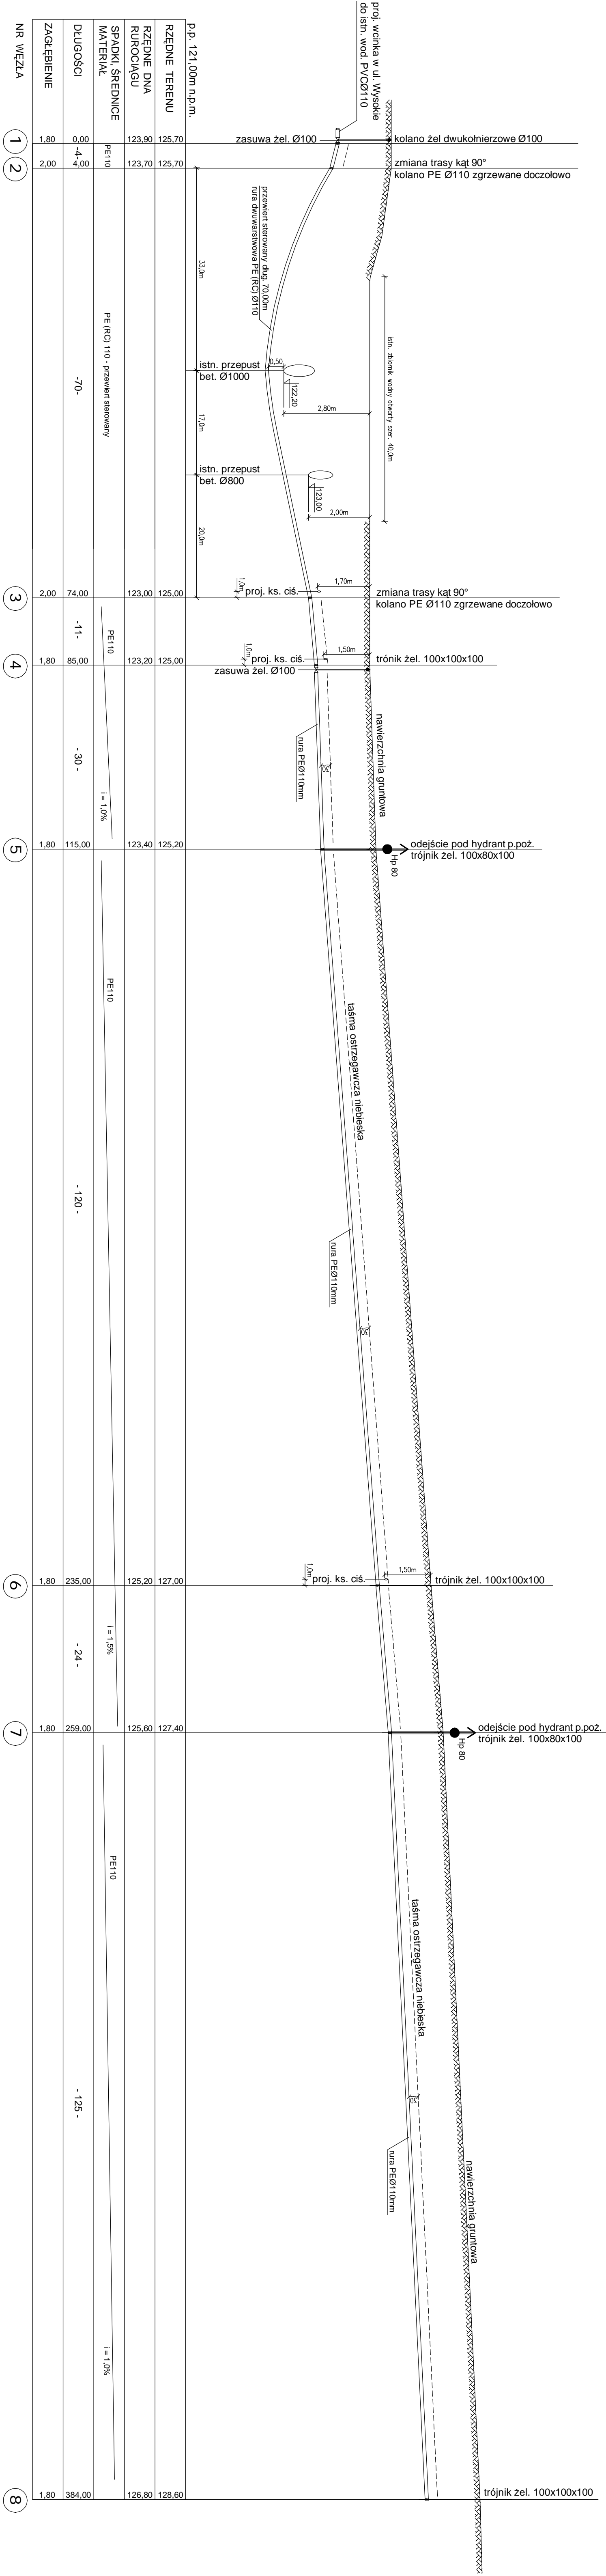 proj. wcinka w ul. Wysokie
do istn. wod. PVCØ110
zasuwa żel. Ø100
kolano żel dwukołnierzowe Ø100
zmiana trasy kąt 90°
kolano PE Ø110 zgrzewane doczołowo
przewiert sterowany dług. 70,00m
rura dwuwarstwowa PE (RC) Ø110
istn. zbiornik wodny otwarty szer. 40,0m
33,0m
17,0m
20,0m
istn. przepust
bet. Ø1000
0,50
122,20
2,80m
istn. przepust
bet. Ø800
123,00
2,00m
1,0m
proj. ks. ciś.
1,70m
zmiana trasy kąt 90°
kolano PE Ø110 zgrzewane doczołowo
1,0m
proj. ks. ciś.
1,50m
trónik żel. 100x100x100
zasuwa żel. Ø100
nawierzchnia gruntowa
rura PEØ110mm
Hp 80
odejście pod hydrant p.poż.
trójnik żel. 100x80x100
taśma ostrzegawcza niebieska
rura PEØ110mm
1,0m
proj. ks. ciś.
1,50m
trójnik żel. 100x100x100
Hp 80
odejście pod hydrant p.poż.
trójnik żel. 100x80x100
taśma ostrzegawcza niebieska
rura PEØ110mm
nawierzchnia gruntowa
trójnik żel. 100x100x100
p.p. 121,00m n.p.m.
RZĘDNE TERENU
125,70
125,70
125,00
125,00
125,20
127,00
127,40
128,60
RZĘDNE DNA
RUROCIĄGU
123,90
123,70
123,00
123,20
123,40
125,20
125,60
126,80
SPADKI, ŚREDNICE
MATERIAŁ
PE110
PE (RC) 110 - przewiert sterowany
PE110
i = 1,0%
PE110
i = 1,5%
PE110
i = 1,0%
DŁUGOŚCI
0,00
-4-
4,00
-70-
74,00
-11-
85,00
- 30 -
115,00
- 120 -
235,00
- 24 -
259,00
- 125 -
384,00
ZAGŁĘBIENIE
1,80
2,00
2,00
1,80
1,80
1,80
1,80
1,80
NR WĘZŁA
1
2
3
4
5
6
7
8